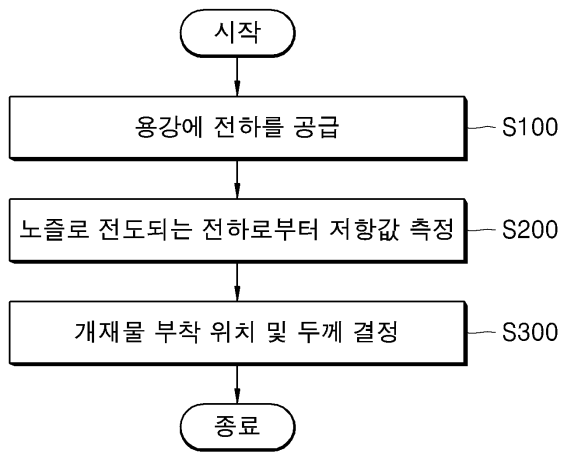 시작
용강에 전하를 공급
S100
노즐로 전도되는 전하로부터 저항값 측정
S200
개재물 부착 위치 및 두께 결정
S300
종료